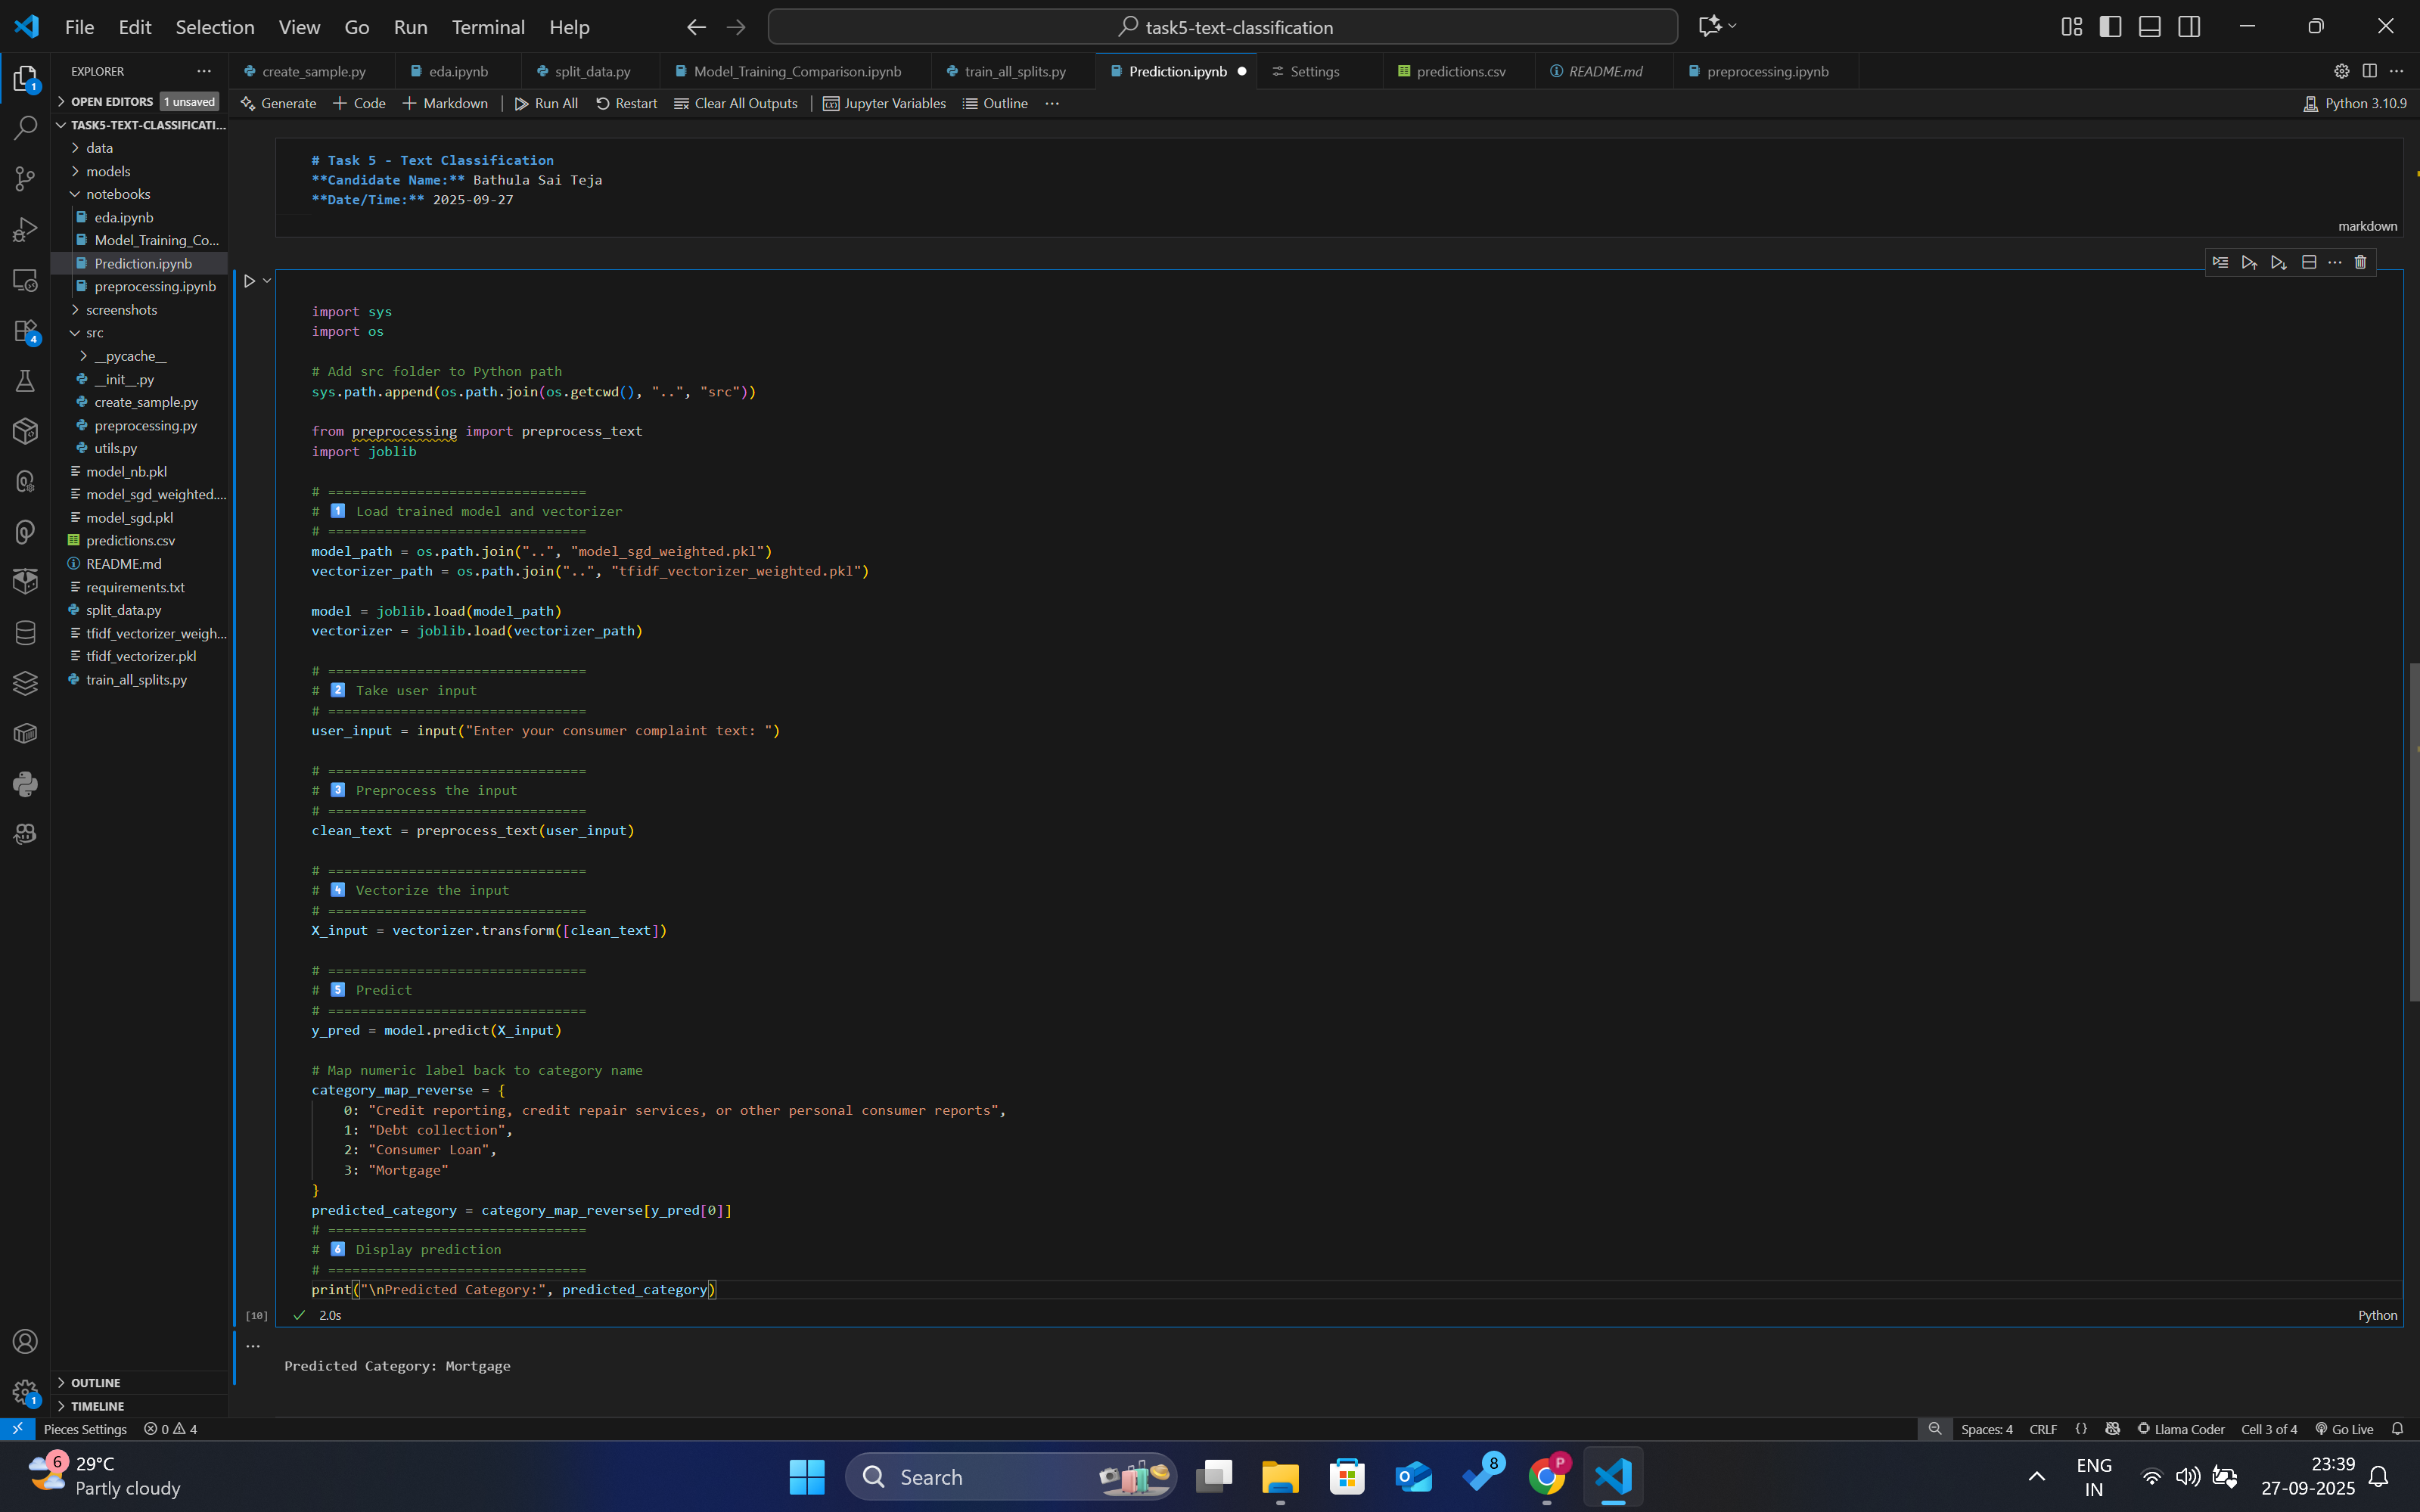 File Edit Selection View Go Run Terminal Help
task5-text-classification
EXPLORER
create_sample.py eda.ipynb split_data.py Model_Training_Comparison.ipynb train_all_splits.py Prediction.ipynb Settings predictions.csv README.md preprocessing.ipynb
OPEN EDITORS 1 unsaved
Generate Code Markdown Run All Restart Clear All Outputs Jupyter Variables Outline
Python 3.10.9
TASK5-TEXT-CLASSIFICATI...
data
models
notebooks
eda.ipynb
Model_Training_Co...
Prediction.ipynb
preprocessing.ipynb
screenshots
src
__pycache__
__init__.py
create_sample.py
preprocessing.py
utils.py
model_nb.pkl
model_sgd_weighted....
model_sgd.pkl
predictions.csv
README.md
requirements.txt
split_data.py
tfidf_vectorizer_weigh...
tfidf_vectorizer.pkl
train_all_splits.py
OUTLINE
TIMELINE
# Task 5 - Text Classification
**Candidate Name:** Bathula Sai Teja
**Date/Time:** 2025-09-27
markdown
import sys
import os
# Add src folder to Python path
sys.path.append(os.path.join(os.getcwd(), "..", "src"))
from preprocessing import preprocess_text
import joblib
# ================================
# 1 Load trained model and vectorizer
# ================================
model_path = os.path.join("..", "model_sgd_weighted.pkl")
vectorizer_path = os.path.join("..", "tfidf_vectorizer_weighted.pkl")
model = joblib.load(model_path)
vectorizer = joblib.load(vectorizer_path)
# ================================
# 2 Take user input
# ================================
user_input = input("Enter your consumer complaint text: ")
# ================================
# 3 Preprocess the input
# ================================
clean_text = preprocess_text(user_input)
# ================================
# 4 Vectorize the input
# ================================
X_input = vectorizer.transform([clean_text])
# ================================
# 5 Predict
# ================================
y_pred = model.predict(X_input)
# Map numeric label back to category name
category_map_reverse = {
0: "Credit reporting, credit repair services, or other personal consumer reports",
1: "Debt collection",
2: "Consumer Loan",
3: "Mortgage"
}
predicted_category = category_map_reverse[y_pred[0]]
# ================================
# 6 Display prediction
# ================================
print("\nPredicted Category:", predicted_category)
[10] 2.0s Python
Predicted Category: Mortgage
Pieces Settings 0 4
Spaces: 4 CRLF {} Llama Coder Cell 3 of 4 Go Live
1
4
1
6
29°C
Partly cloudy
Search
8
P
ENG
IN
23:39
27-09-2025